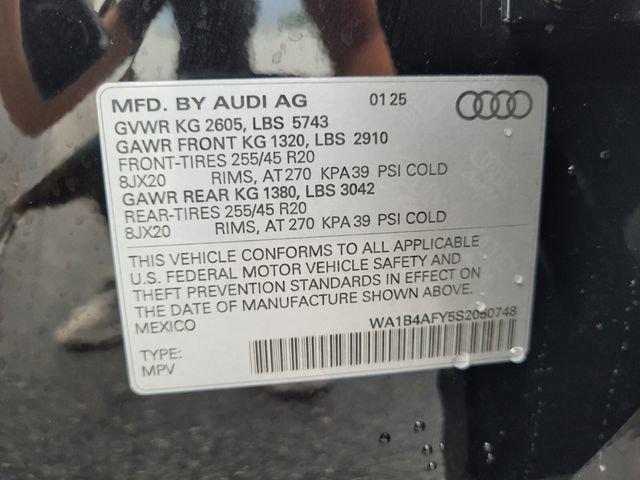 MFD. BY AUDI AG 01 25
GVWR KG 2605, LBS 5743
GAWR FRONT KG 1320, LBS 2910
FRONT-TIRES 255/45 R20
8JX20 RIMS, AT 270 KPA 39 PSI COLD
GAWR REAR KG 1380, LBS 3042
REAR-TIRES 255/45 R20
8JX20 RIMS, AT 270 KPA 39 PSI COLD
THIS VEHICLE CONFORMS TO ALL APPLICABLE
U.S. FEDERAL MOTOR VEHICLE SAFETY AND
THEFT PREVENTION STANDARDS IN EFFECT ON
THE DATE OF MANUFACTURE SHOWN ABOVE.
MEXICO
WA1B4AFY5S2060748
TYPE:
MPV